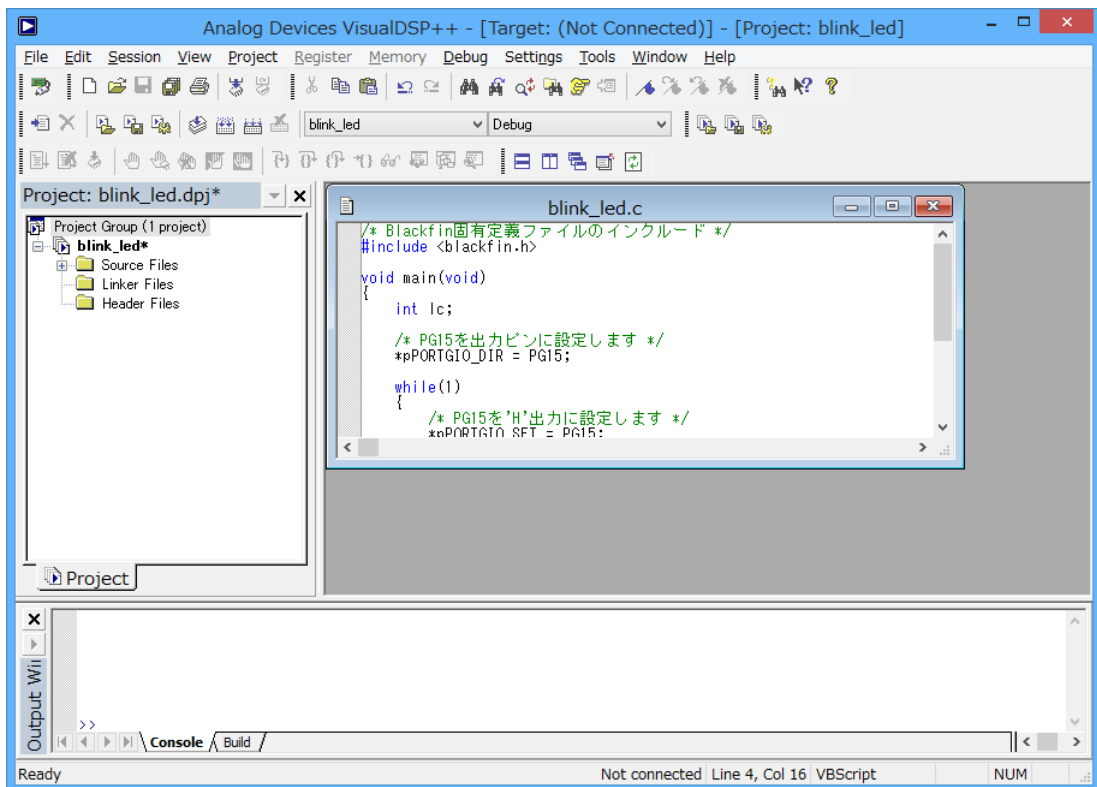 Analog Devices VisualDSP++ - [Target: (Not Connected)] - [Project: blink_led]
File Edit Session View Project Register Memory Debug Settings Tools Window Help
blink_led Debug
Project: blink_led.dpj*
Project Group (1 project)
blink_led*
Source Files
Linker Files
Header Files
Project
blink_led.c
/* Blackfin固有定義ファイルのインクルード */
#include <blackfin.h>
void main(void)
{
int lc;
/* PG15を出力ピンに設定します */
*pPORTGIO_DIR = PG15;
while(1)
{
/* PG15を'H'出力に設定します */
*pPORTGIO_SET = PG15;
Output Wi
>>
Console Build
Ready Not connected Line 4, Col 16 VBScript NUM